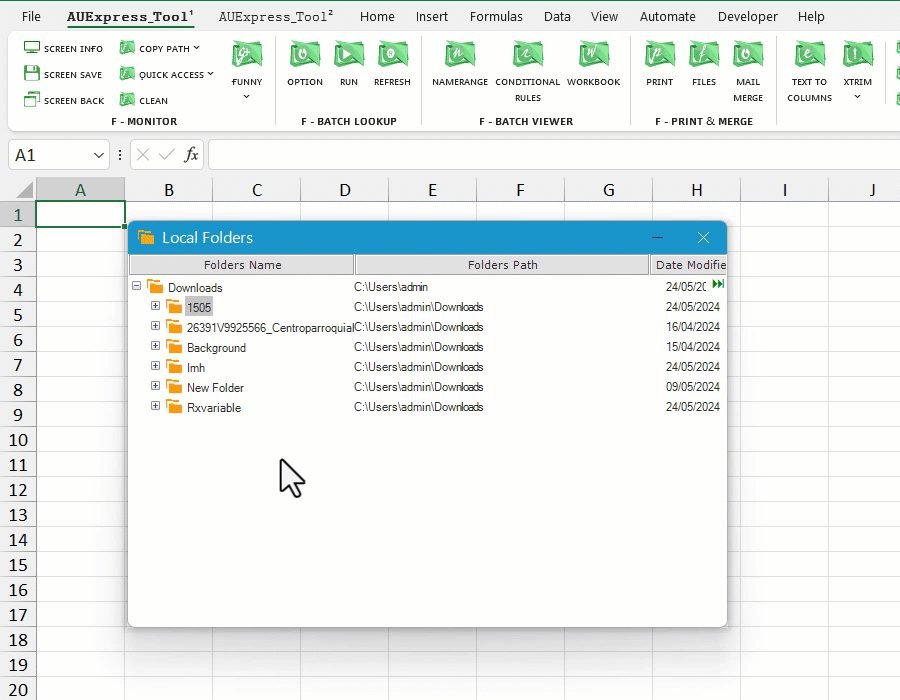 File AUExpress_Tool¹ AUExpress_Tool² Home Insert Formulas Data View Automate Developer Help
SCREEN INFO COPY PATH
SCREEN SAVE QUICK ACCESS
SCREEN BACK CLEAN
F - MONITOR
FUNNY
OPTION RUN REFRESH
F - BATCH LOOKUP
NAMERANGE CONDITIONAL RULES WORKBOOK
F - BATCH VIEWER
PRINT FILES MAIL MERGE
F - PRINT & MERGE
TEXT TO COLUMNS XTRIM
A1 fx
A B C D E F G H I J
1
2
3
4
5
6
7
8
9
10
11
12
13
14
15
16
17
18
19
20
Local Folders
Folders Name Folders Path Date Modifie
Downloads C:\Users\admin 24/05/20
1505 C:\Users\admin\Downloads 24/05/2024
26391V9925566_Centroparroquial C:\Users\admin\Downloads 16/04/2024
Background C:\Users\admin\Downloads 15/04/2024
lmh C:\Users\admin\Downloads 24/05/2024
New Folder C:\Users\admin\Downloads 09/05/2024
Rxvariable C:\Users\admin\Downloads 24/05/2024